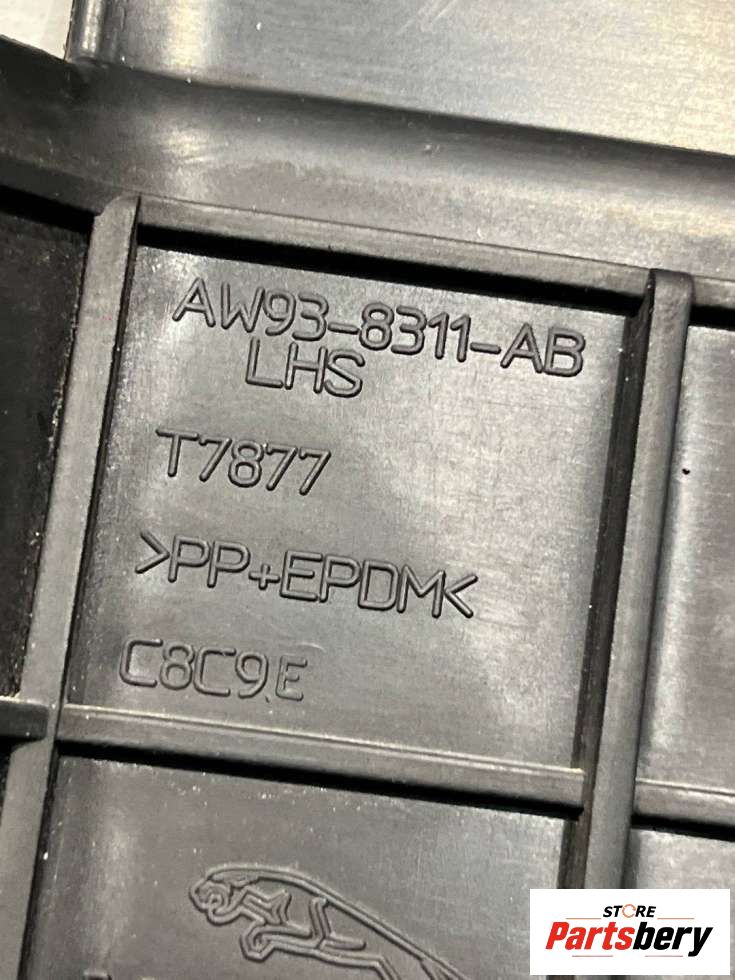 AW93-8311-AB
LHS
T7877
>PP+EPDM<
C8C9E
STORE
Partsbery